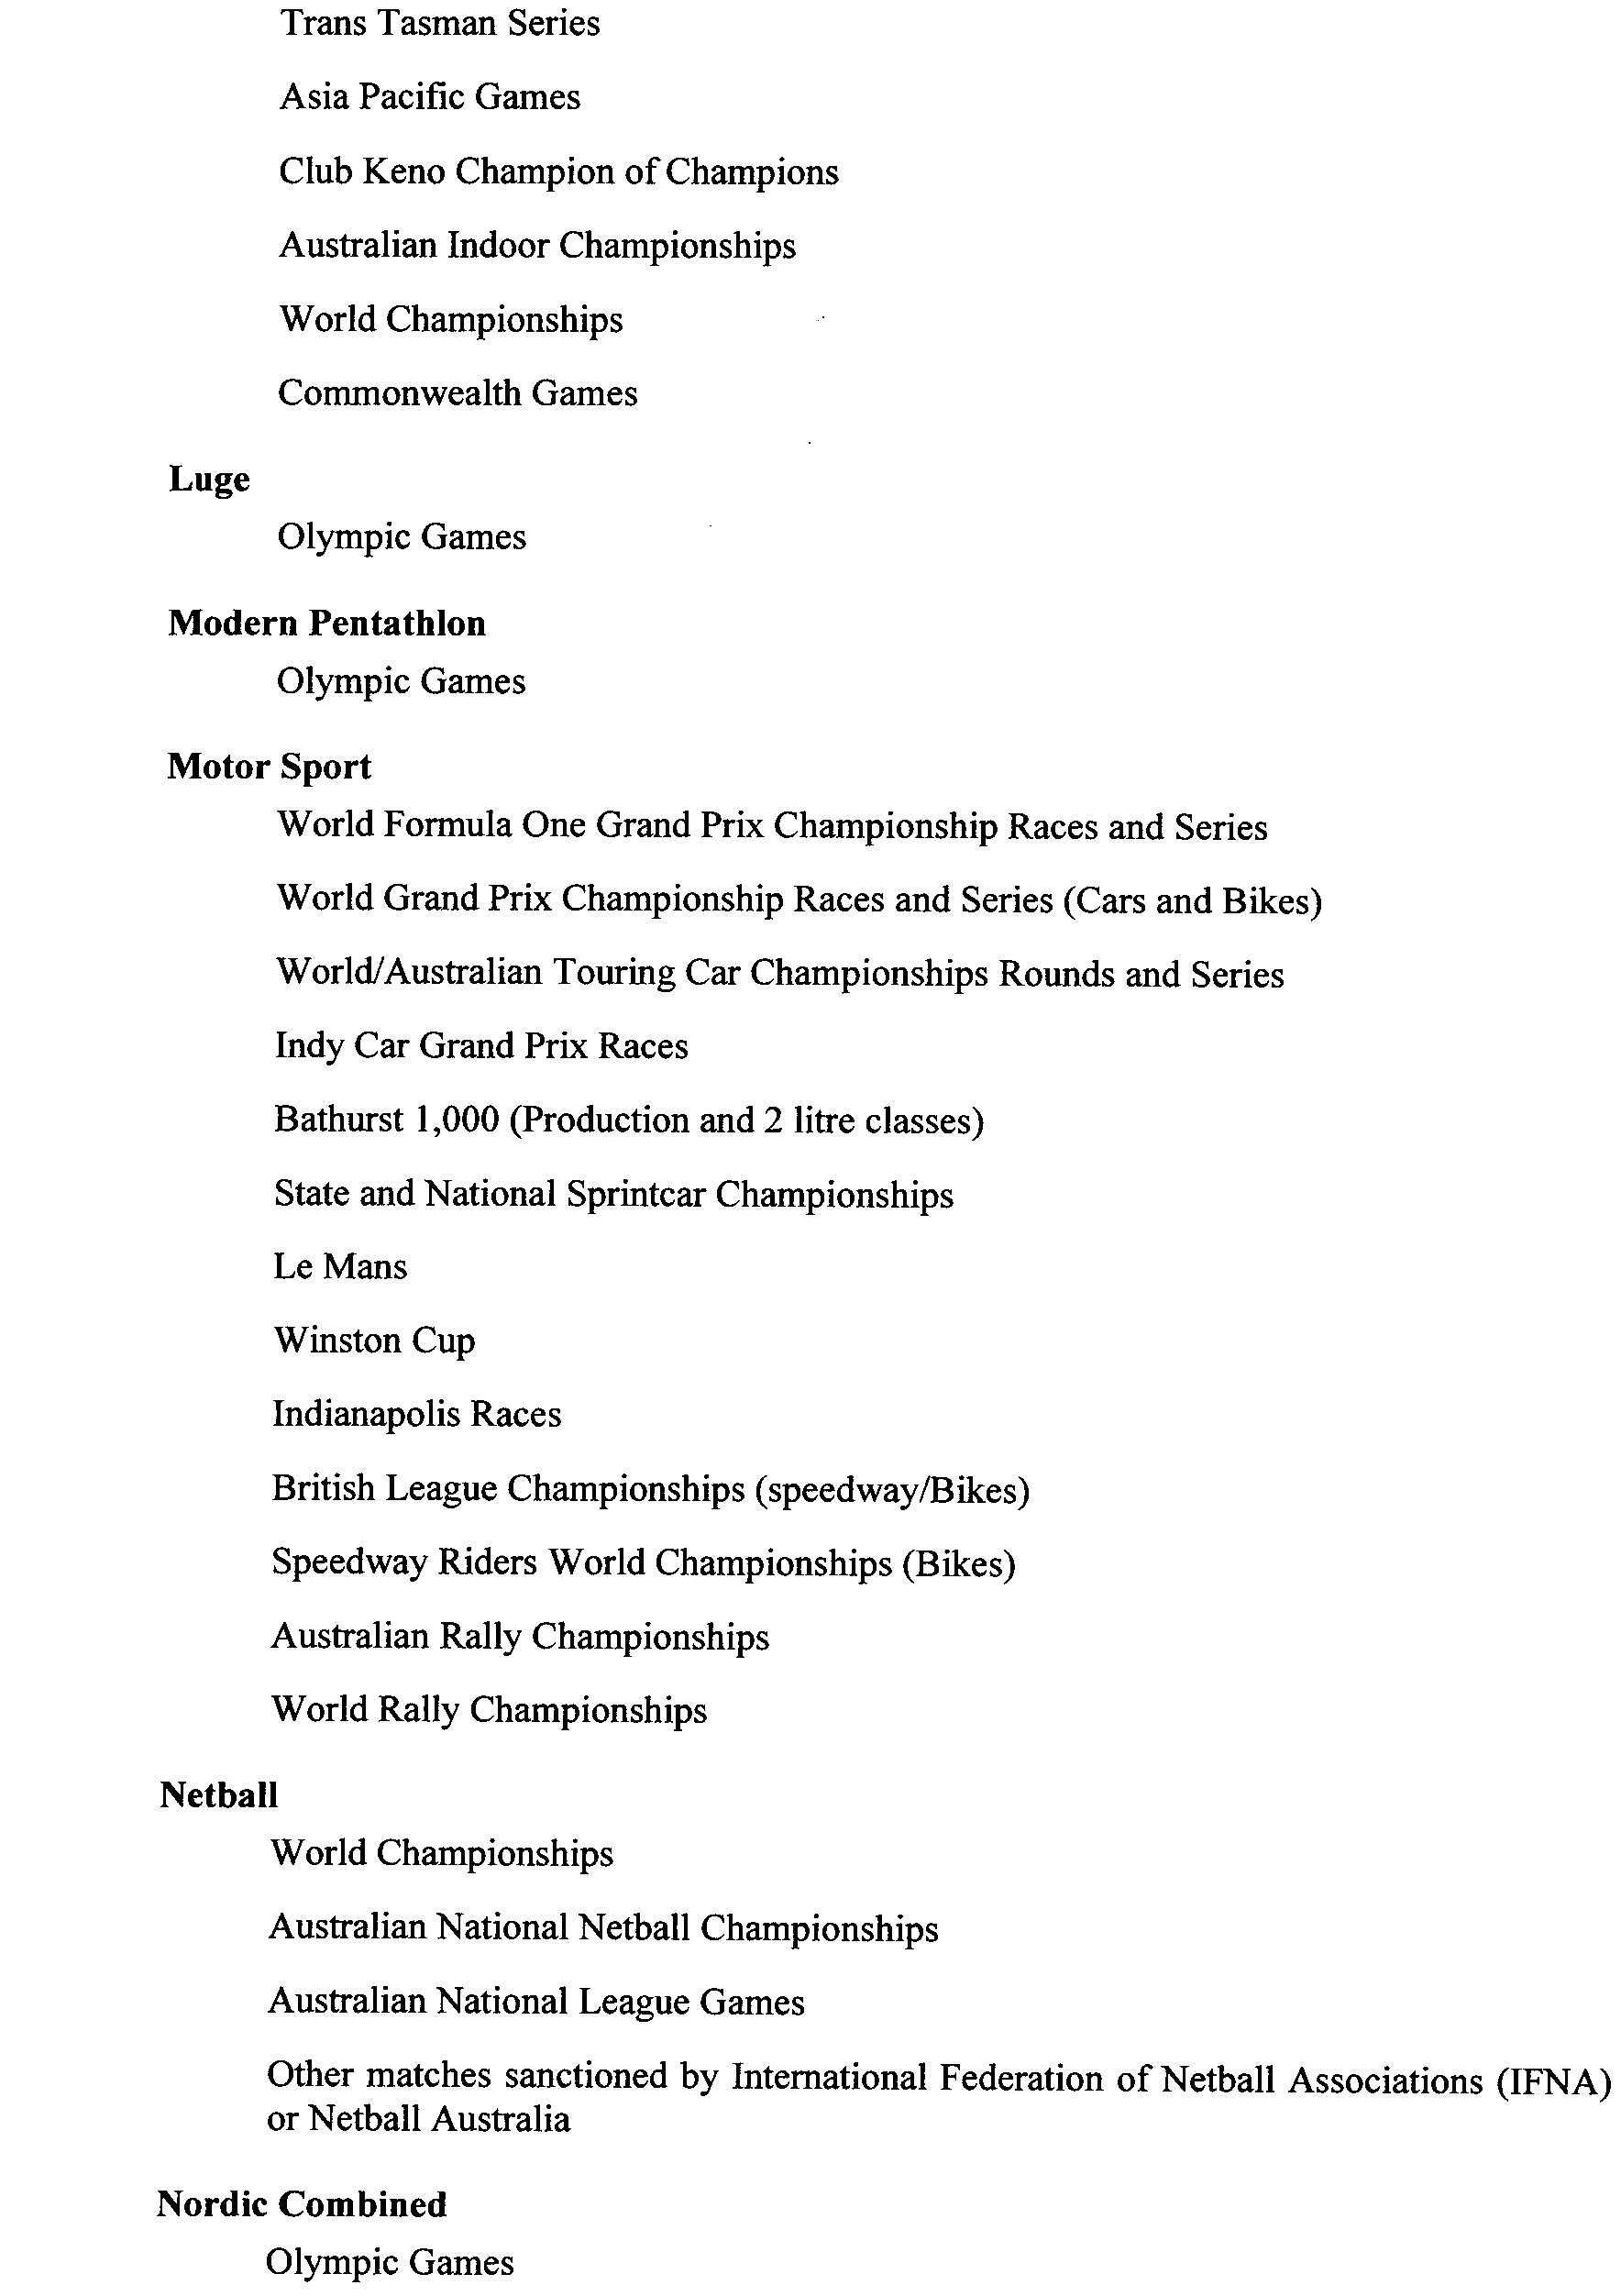 Trans Tasman Series
Asia Pacific Games
Club Keno Champion of Champions
Australian Indoor Championships
World Championships
Commonwealth Games
Luge
Olympic Games
Modern Pentathlon
Olympic Games
Motor Sport
World Formula One Grand Prix Championship Races and Series
World Grand Prix Championship Races and Series (Cars and Bikes)
World/Australian Touring Car Championships Rounds and Series
Indy Car Grand Prix Races
Bathurst 1,000 (Production and 2 litre classes)
State and National Sprintcar Championships
Le Mans
Winston Cup
Indianapolis Races
British League Championships (speedway/Bikes)
Speedway Riders World Championships (Bikes)
Australian Rally Championships
World Rally Championships
Netball
World Championships
Australian National Netball Championships
Australian National League Games
Other matches sanctioned by International Federation of Netball Associations (IFNA)
or Netball Australia
Nordic Combined
Olympic Games